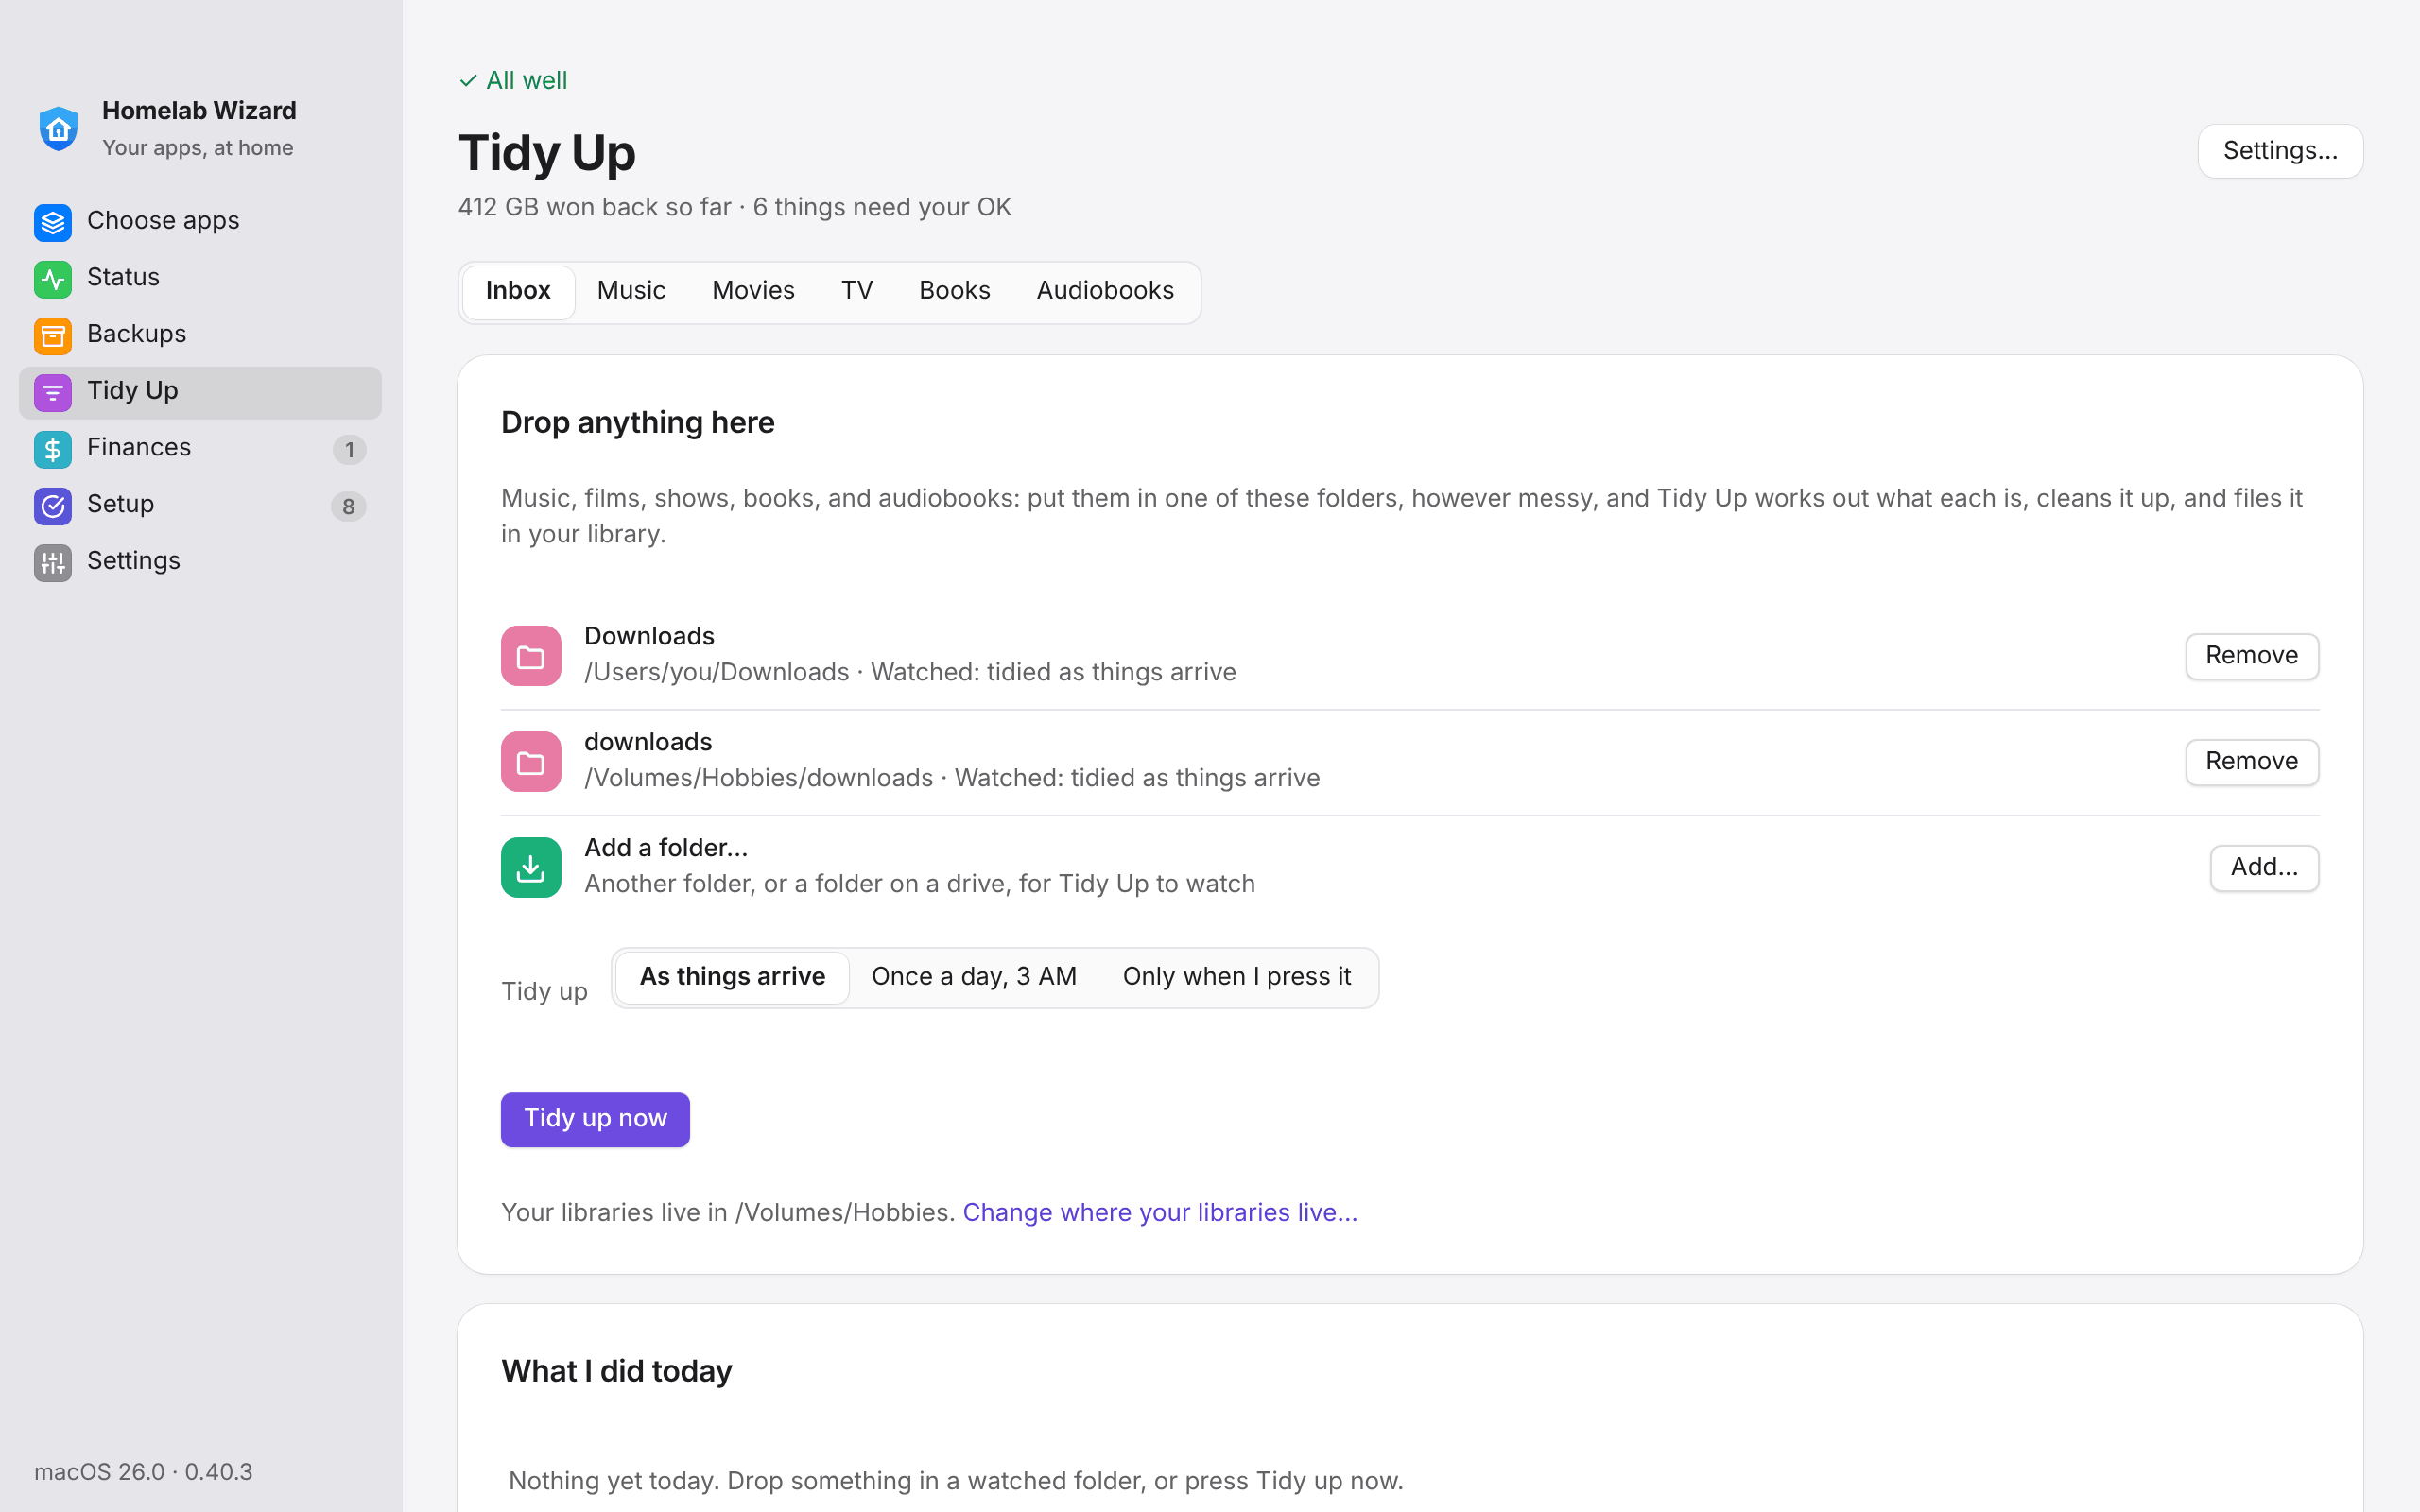 Homelab Wizard
Your apps, at home
Choose apps
Status
Backups
Tidy Up
Finances 1
Setup 8
Settings
macOS 26.0 · 0.40.3
All well
Tidy Up
Settings...
412 GB won back so far · 6 things need your OK
Inbox Music Movies TV Books Audiobooks
Drop anything here
Music, films, shows, books, and audiobooks: put them in one of these folders, however messy, and Tidy Up works out what each is, cleans it up, and files it
in your library.
Downloads
/Users/you/Downloads · Watched: tidied as things arrive
Remove
downloads
/Volumes/Hobbies/downloads · Watched: tidied as things arrive
Remove
Add a folder...
Another folder, or a folder on a drive, for Tidy Up to watch
Add...
Tidy up As things arrive Once a day, 3 AM Only when I press it
Tidy up now
Your libraries live in /Volumes/Hobbies. Change where your libraries live...
What I did today
Nothing yet today. Drop something in a watched folder, or press Tidy up now.